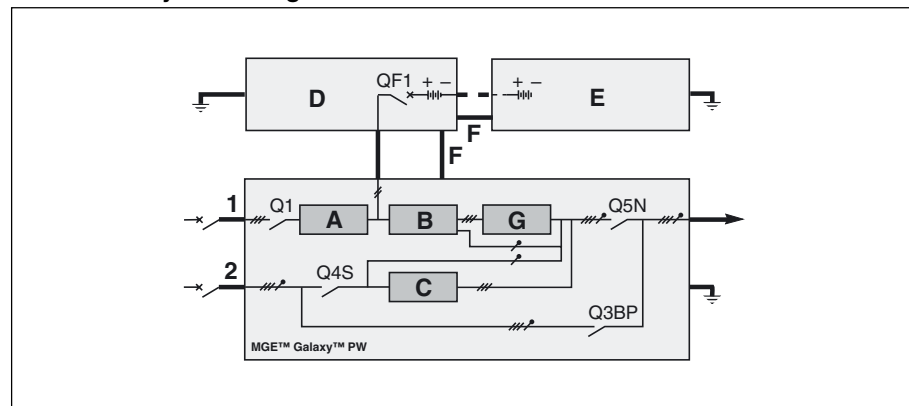 QF1 + − + −
D E
F
F
1 Q1 A B G Q5N
2 Q4S C
Q3BP
MGE™ Galaxy™ PW